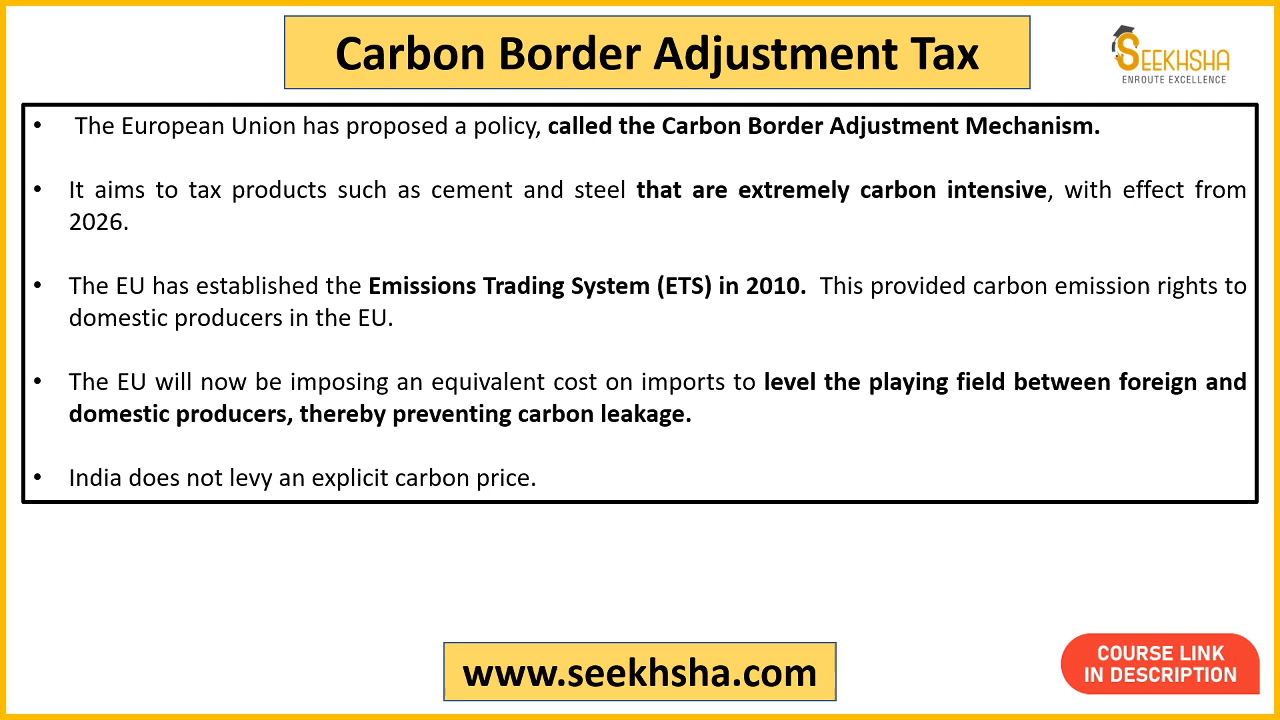 Carbon Border Adjustment Tax
SEEKHSHA
ENROUTE EXCELLENCE
• The European Union has proposed a policy, called the Carbon Border Adjustment Mechanism.
• It aims to tax products such as cement and steel that are extremely carbon intensive, with effect from
2026.
• The EU has established the Emissions Trading System (ETS) in 2010. This provided carbon emission rights to
domestic producers in the EU.
• The EU will now be imposing an equivalent cost on imports to level the playing field between foreign and
domestic producers, thereby preventing carbon leakage.
• India does not levy an explicit carbon price.
www.seekhsha.com
COURSE LINK
IN DESCRIPTION